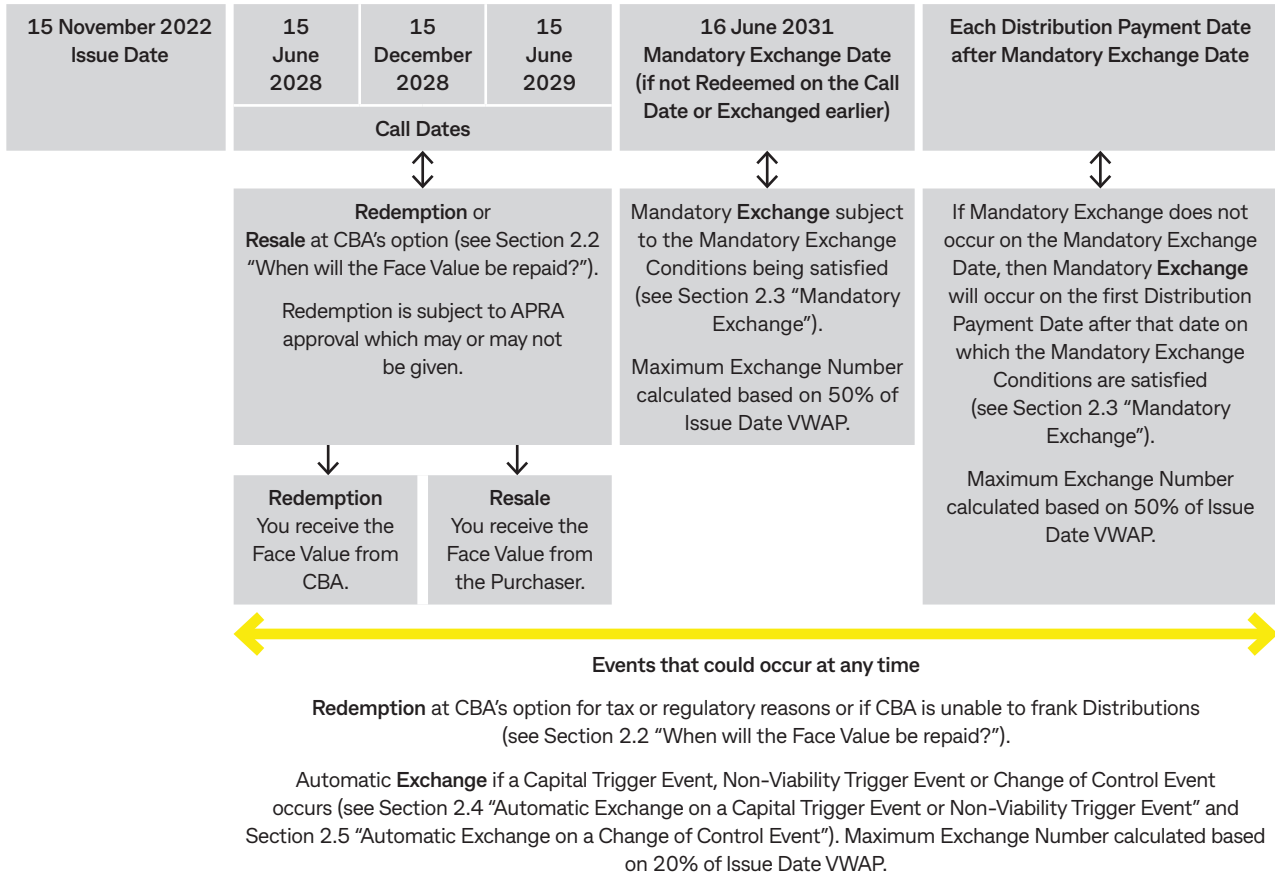 15 November 2022
Issue Date
15
June
2028
15
December
2028
15
June
2029
Call Dates
16 June 2031
Mandatory Exchange Date
(if not Redeemed on the Call
Date or Exchanged earlier)
Each Distribution Payment Date
after Mandatory Exchange Date
Redemption or
Resale at CBA’s option (see Section 2.2
“When will the Face Value be repaid?”).
Redemption is subject to APRA
approval which may or may not
be given.
Mandatory Exchange subject
to the Mandatory Exchange
Conditions being satisfied
(see Section 2.3 “Mandatory
Exchange”).
Maximum Exchange Number
calculated based on 50% of
Issue Date VWAP.
If Mandatory Exchange does not
occur on the Mandatory Exchange
Date, then Mandatory Exchange
will occur on the first Distribution
Payment Date after that date on
which the Mandatory Exchange
Conditions are satisfied
(see Section 2.3 “Mandatory
Exchange”).
Maximum Exchange Number
calculated based on 50% of Issue
Date VWAP.
Redemption
You receive the
Face Value from
CBA.
Resale
You receive the
Face Value from
the Purchaser.
Events that could occur at any time
Redemption at CBA’s option for tax or regulatory reasons or if CBA is unable to frank Distributions
(see Section 2.2 “When will the Face Value be repaid?”).
Automatic Exchange if a Capital Trigger Event, Non-Viability Trigger Event or Change of Control Event
occurs (see Section 2.4 “Automatic Exchange on a Capital Trigger Event or Non-Viability Trigger Event” and
Section 2.5 “Automatic Exchange on a Change of Control Event”). Maximum Exchange Number calculated based
on 20% of Issue Date VWAP.